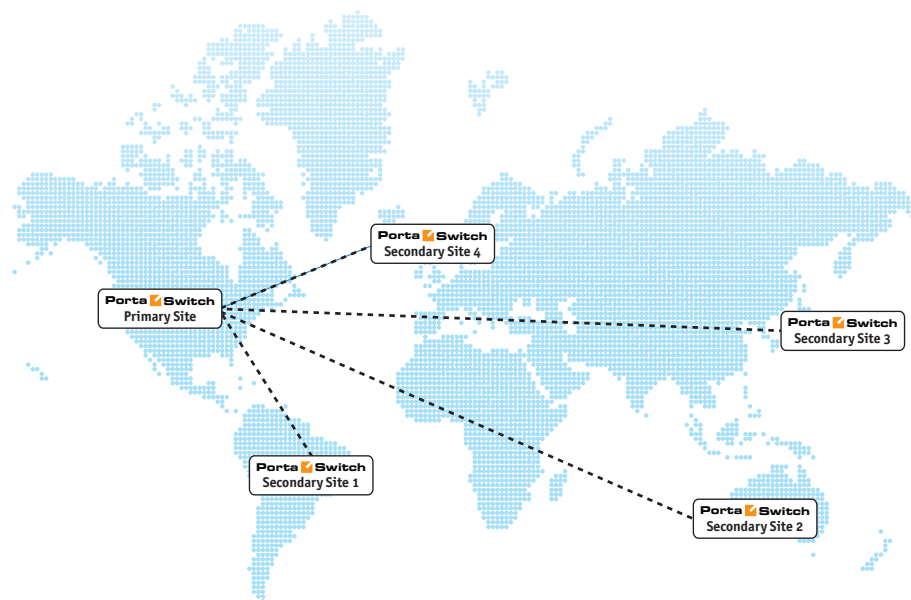 Porta Switch
Secondary Site 4
Porta Switch
Primary Site
Porta Switch
Secondary Site 3
Porta Switch
Secondary Site 1
Porta Switch
Secondary Site 2